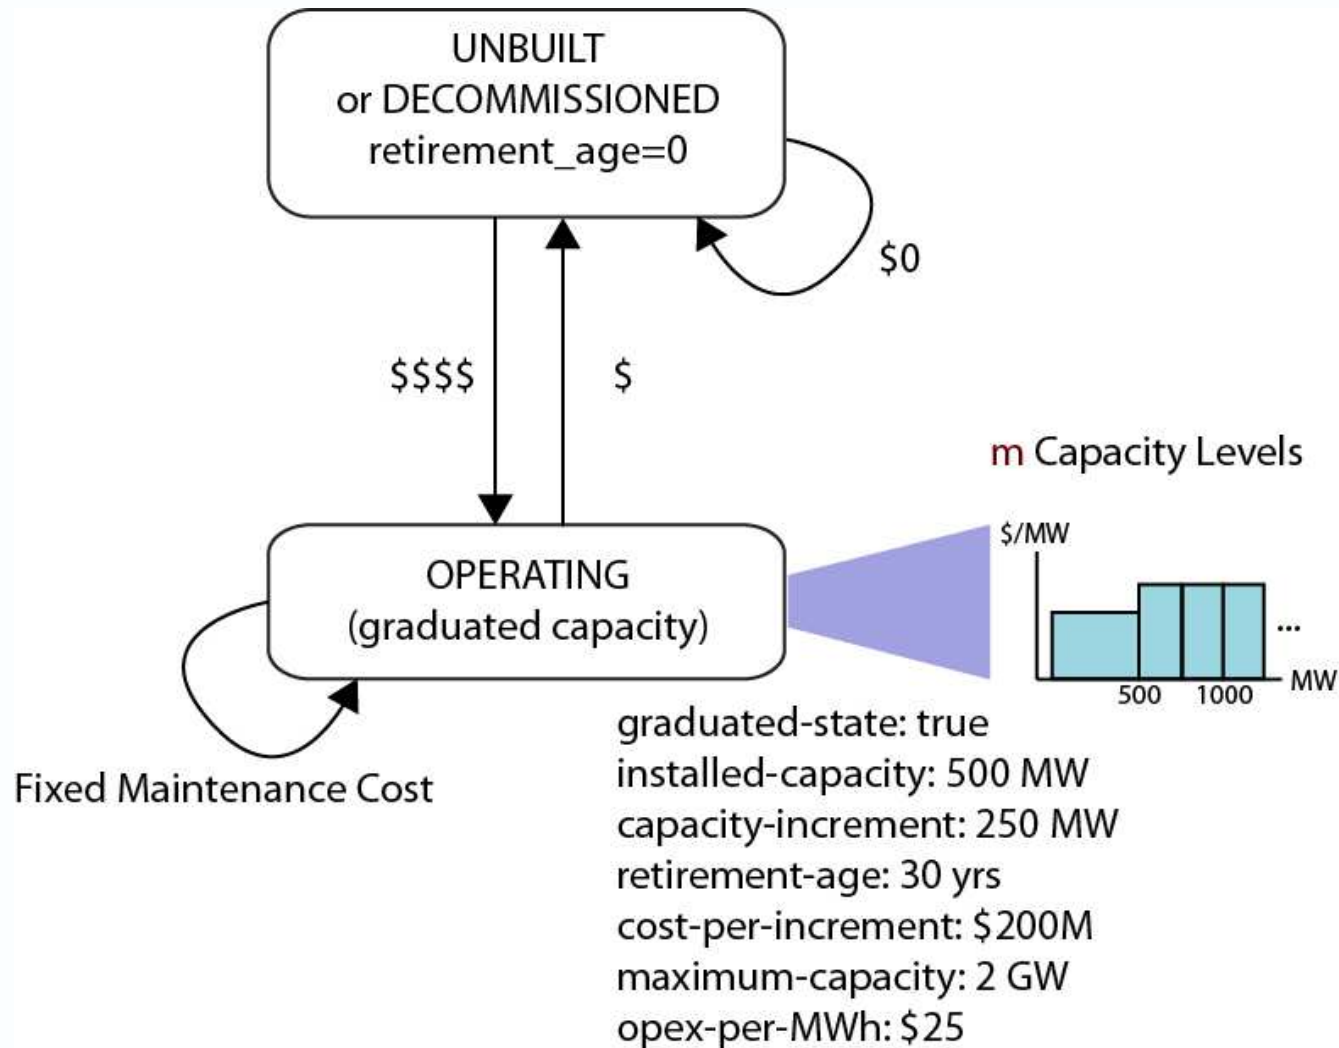 UNBUILT
or DECOMMISSIONED
retirement_age=0
$0
$$$$
$
m Capacity Levels
$/MW
OPERATING
(graduated capacity)
...
MW
500
1000
Fixed Maintenance Cost
graduated-state: true
installed-capacity: 500 MW
capacity-increment: 250 MW
retirement-age: 30 yrs
cost-per-increment: $200M
maximum-capacity: 2 GW
opex-per-MWh: $25